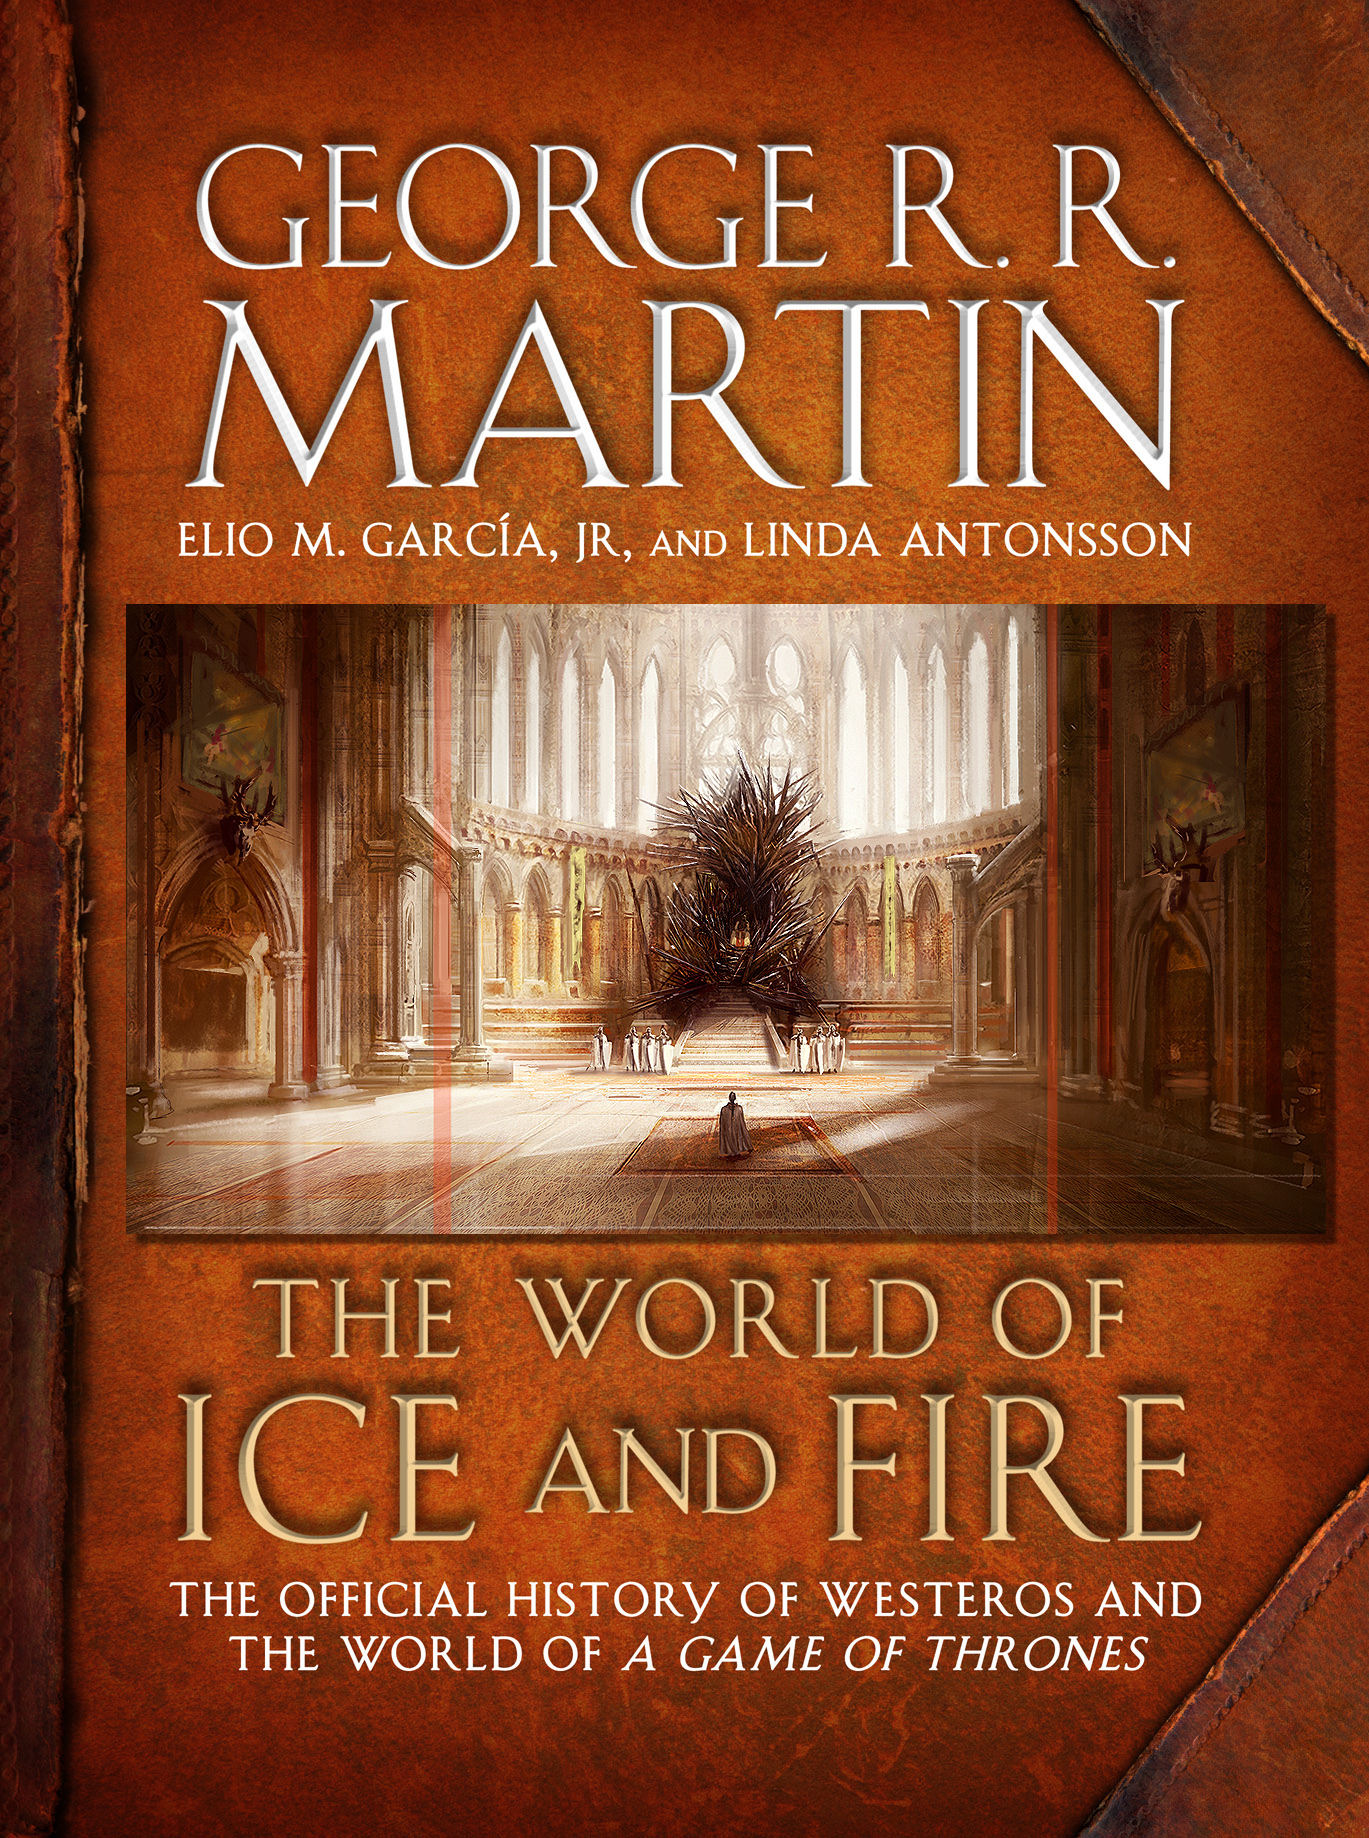 GEORGE R. R.
MARTIN
ELIO M. GARCÍA, JR, AND LINDA ANTONSSON
THE WORLD OF
ICE AND FIRE
THE OFFICIAL HISTORY OF WESTEROS AND
THE WORLD OF A GAME OF THRONES